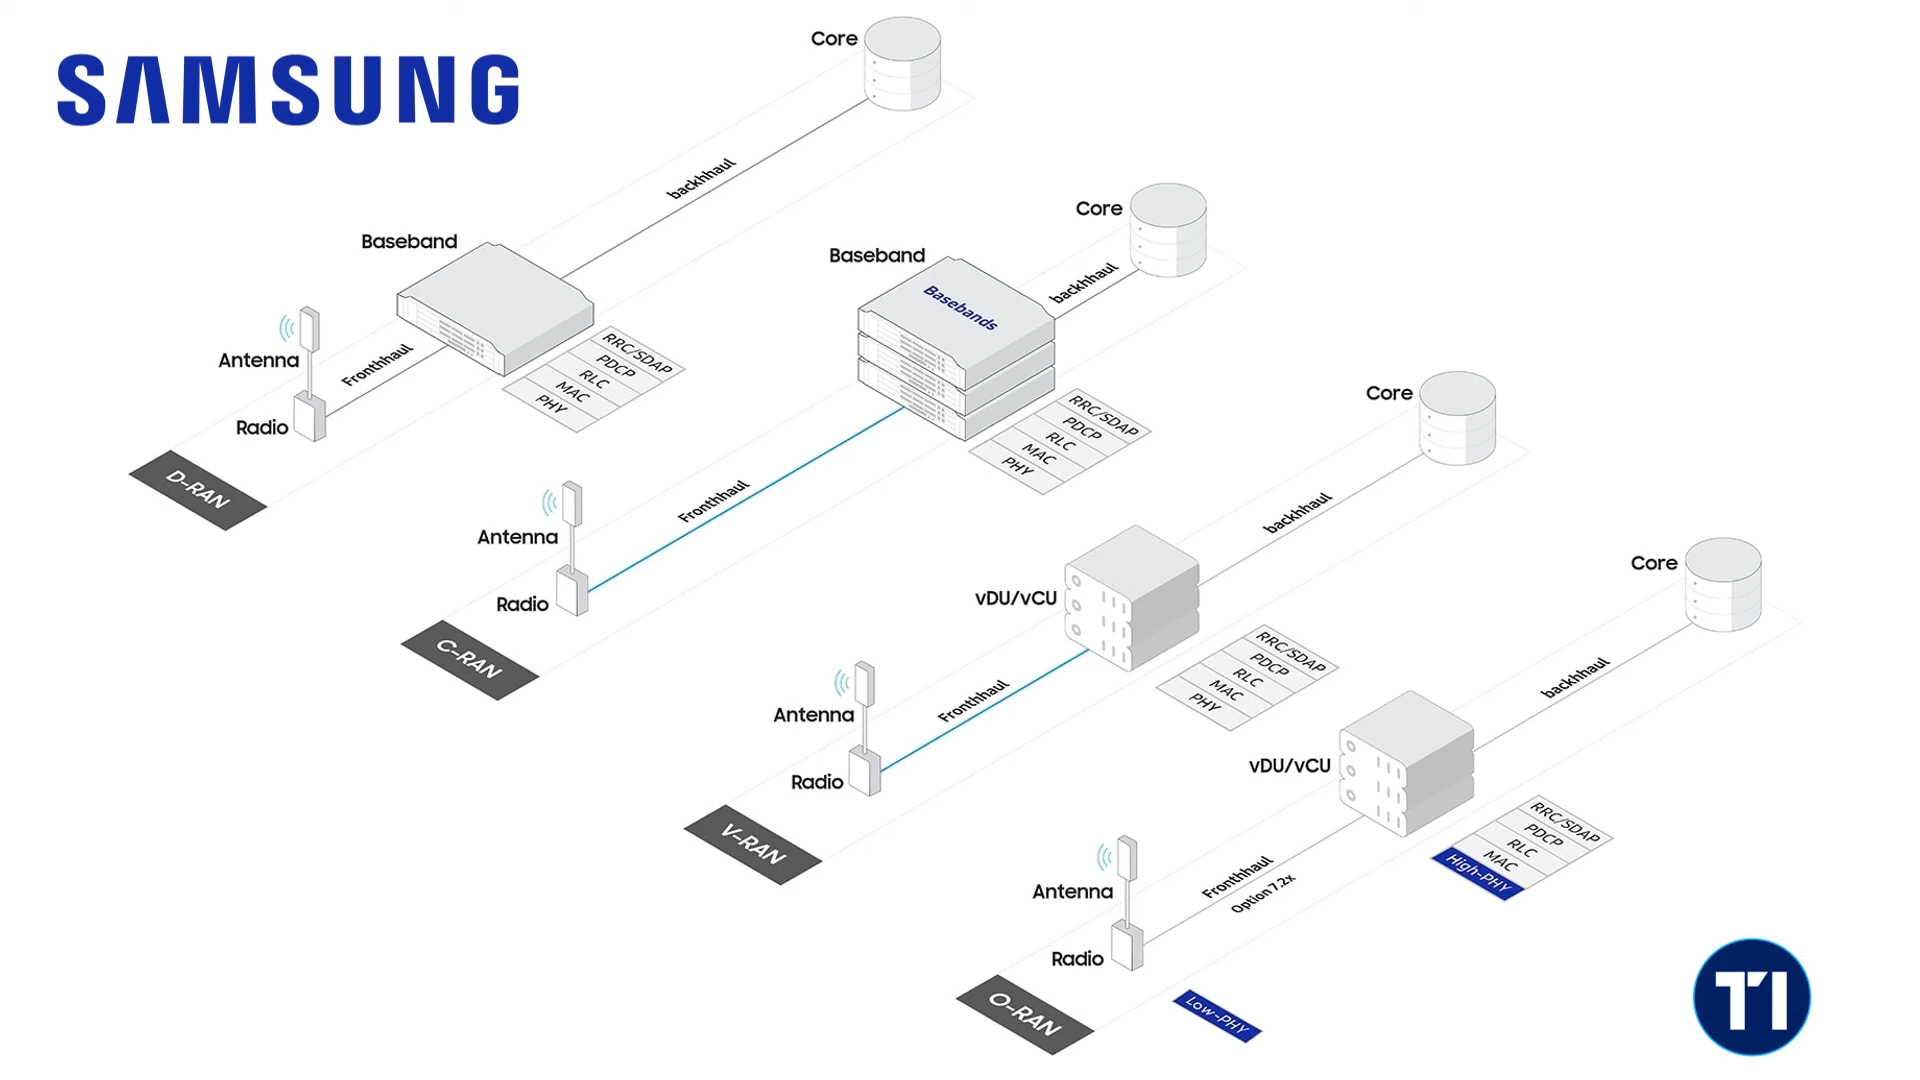 SAMSUNG
Core
backhhaul
Baseband
Antenna
Fronthhaul
Radio
RRC/SDAP
PDCP
RLC
MAC
PHY
D-RAN
Core
backhhaul
Baseband
Basebands
RRC/SDAP
PDCP
RLC
MAC
PHY
Fronthhaul
Antenna
Radio
C-RAN
Core
backhhaul
vDU/vCU
RRC/SDAP
PDCP
RLC
MAC
PHY
Fronthhaul
Antenna
Radio
V-RAN
Core
backhhaul
vDU/vCU
RRC/SDAP
PDCP
RLC
MAC
High-PHY
Fronthhaul
Option 7.2x
Antenna
Radio
O-RAN
Low-PHY
TI